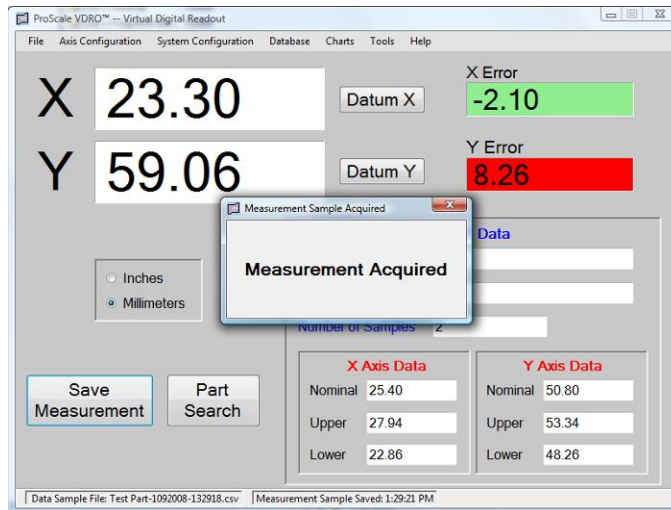 ProScale VDRO™ -- Virtual Digital Readout
File Axis Configuration System Configuration Database Charts Tools Help
X 23.30 Datum X
X Error
-2.10
Y 59.06 Datum Y
Y Error
8.26
Measurement Sample Acquired
Measurement Acquired
Data
Inches
Millimeters
Number of Samples 2
Save Measurement
Part Search
X Axis Data
Nominal 25.40
Upper 27.94
Lower 22.86
Y Axis Data
Nominal 50.80
Upper 53.34
Lower 48.26
Data Sample File: Test Part-1092008-132918.csv Measurement Sample Saved: 1:29:21 PM